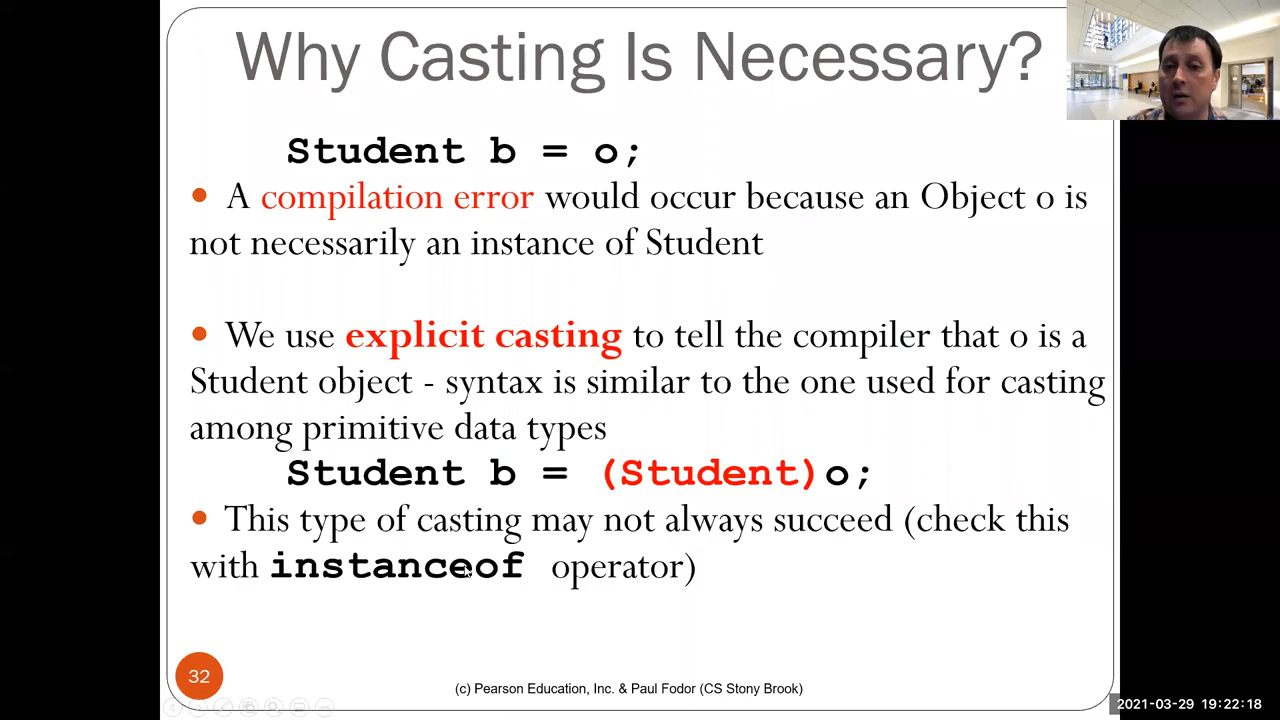 Why Casting Is Necessary?
Student b = o;
• A compilation error would occur because an Object o is
not necessarily an instance of Student
• We use explicit casting to tell the compiler that o is a
Student object - syntax is similar to the one used for casting
among primitive data types
Student b = (Student)o;
• This type of casting may not always succeed (check this
with instanceof operator)
32
(c) Pearson Education, Inc. & Paul Fodor (CS Stony Brook)
2021-03-29 19:22:18